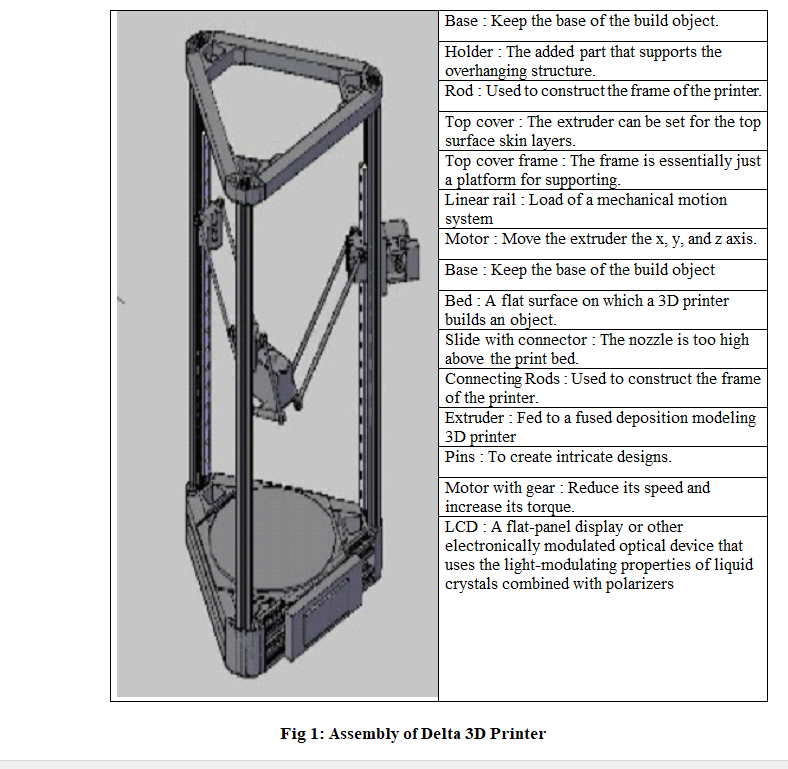 Base : Keep the base of the build object.
Holder : The added part that supports the
overhanging structure.
Rod : Used to construct the frame of the printer.
Top cover : The extruder can be set for the top
surface skin layers.
Top cover frame : The frame is essentially just
a platform for supporting.
Linear rail : Load of a mechanical motion
system
Motor : Move the extruder the x, y, and z axis.
Base : Keep the base of the build object
Bed : A flat surface on which a 3D printer
builds an object.
Slide with connector : The nozzle is too high
above the print bed.
Connecting Rods : Used to construct the frame
of the printer.
Extruder : Fed to a fused deposition modeling
3D printer
Pins : To create intricate designs.
Motor with gear : Reduce its speed and
increase its torque.
LCD : A flat-panel display or other
electronically modulated optical device that
uses the light-modulating properties of liquid
crystals combined with polarizers
Fig 1: Assembly of Delta 3D Printer